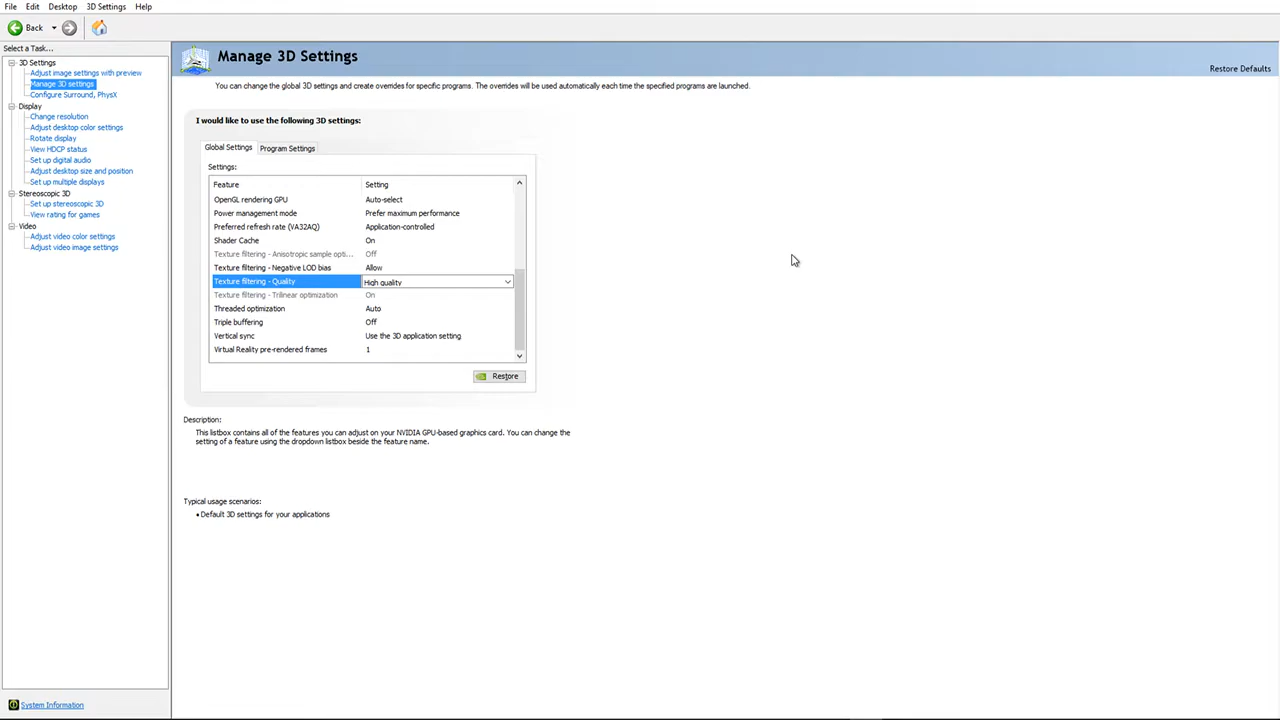 File Edit Desktop 3D Settings Help
Back
Select a Task...
3D Settings
Adjust image settings with preview
Manage 3D settings
Configure Surround, PhysX
Display
Change resolution
Adjust desktop color settings
Rotate display
View HDCP status
Set up digital audio
Adjust desktop size and position
Set up multiple displays
Stereoscopic 3D
Set up stereoscopic 3D
View rating for games
Video
Adjust video color settings
Adjust video image settings
System Information
Manage 3D Settings
Restore Defaults
You can change the global 3D settings and create overrides for specific programs. The overrides will be used automatically each time the specified programs are launched.
I would like to use the following 3D settings:
Global Settings Program Settings
Settings:
Feature Setting
OpenGL rendering GPU Auto-select
Power management mode Prefer maximum performance
Preferred refresh rate (VA32AQ) Application-controlled
Shader Cache On
Texture filtering - Anisotropic sample opti... Off
Texture filtering - Negative LOD bias Allow
Texture filtering - Quality High quality
Texture filtering - Trilinear optimization On
Threaded optimization Auto
Triple buffering Off
Vertical sync Use the 3D application setting
Virtual Reality pre-rendered frames 1
Restore
Description:
This listbox contains all of the features you can adjust on your NVIDIA GPU-based graphics card. You can change the
setting of a feature using the dropdown listbox beside the feature name.
Typical usage scenarios:
• Default 3D settings for your applications